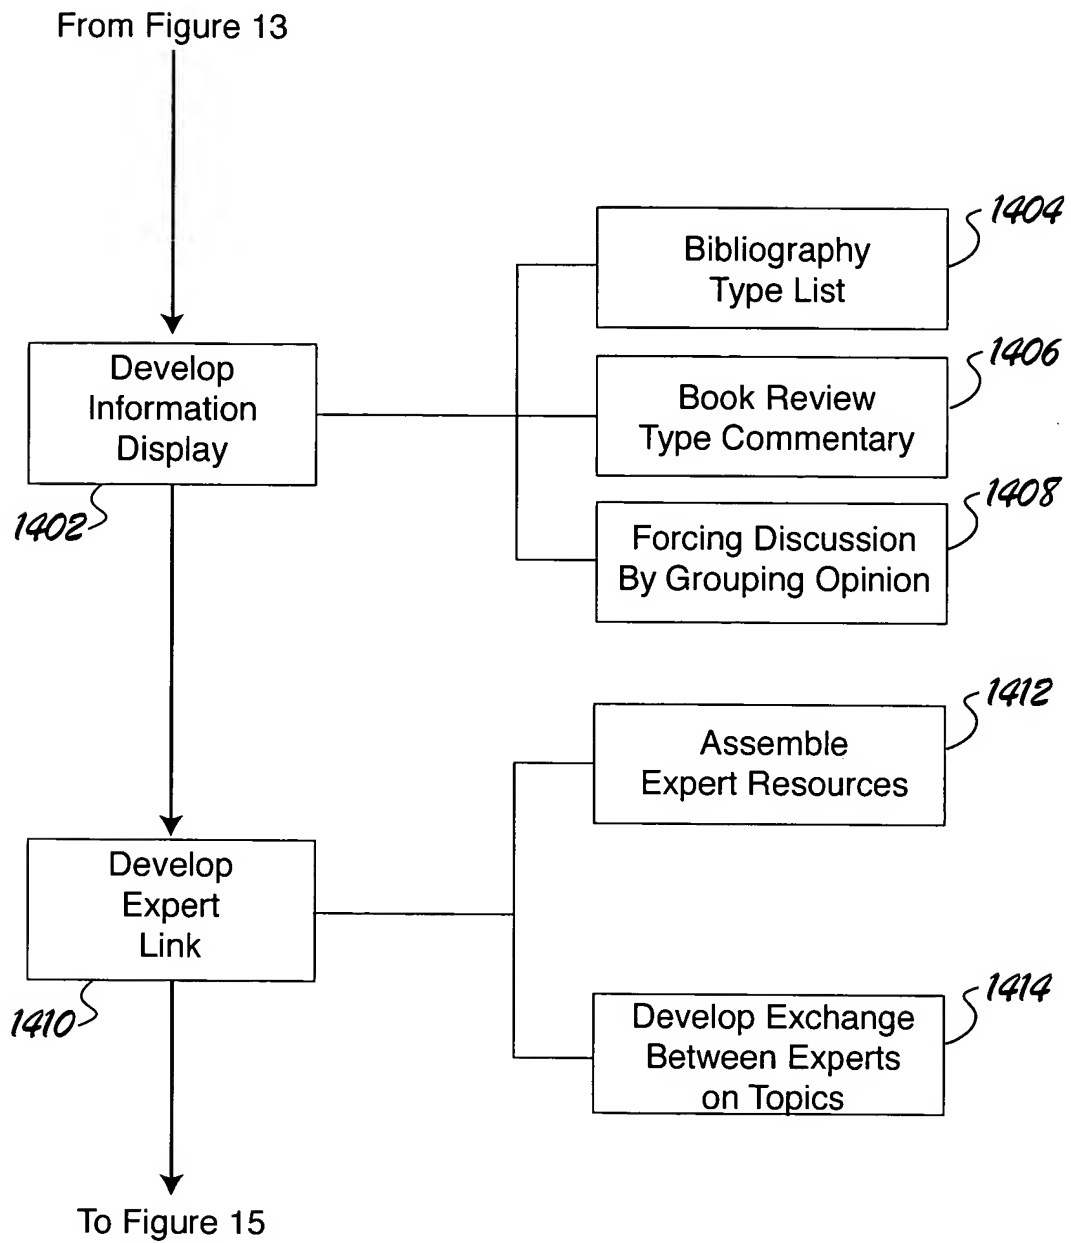 From Figure 13
1404
Bibliography
Type List
1406
Develop
Information
Display
1402
Book Review
Type Commentary
1408
Forcing Discussion
By Grouping Opinion
1412
Assemble
Expert Resources
Develop
Expert
Link
1410
1414
Develop Exchange
Between Experts
on Topics
To Figure 15